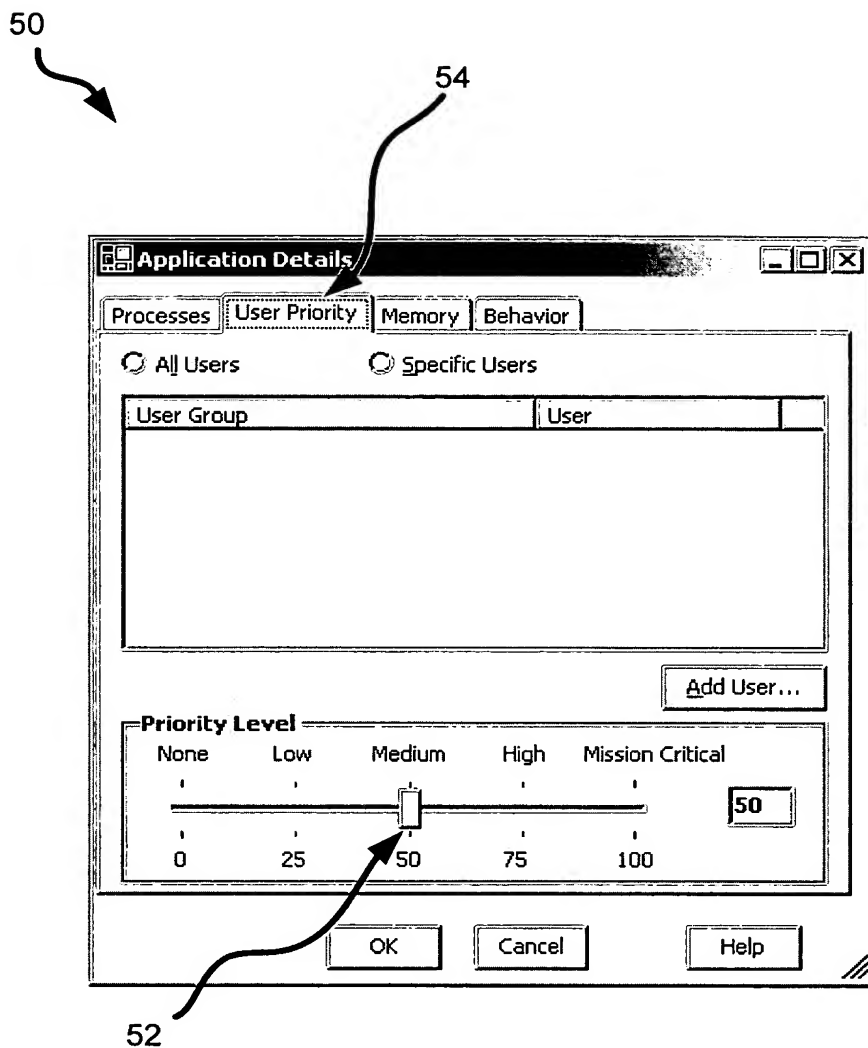 50
54
Application Details
Processes User Priority Memory Behavior
All Users Specific Users
User Group User
Add User...
Priority Level
None Low Medium High Mission Critical
50
0 25 50 75 100
OK Cancel Help
52